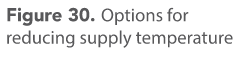 Figure 30. Options for
reducing supply temperature